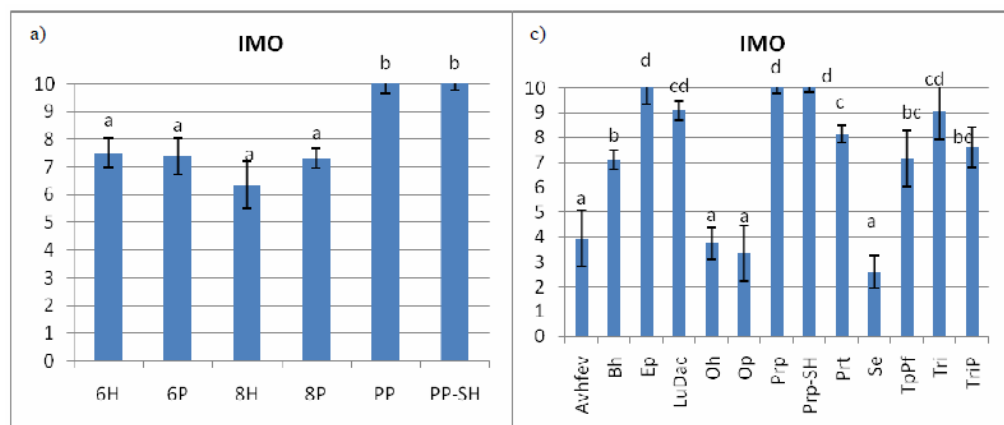 a)
IMO
b b
a a a a
10
9
8
7
6
5
4
3
2
1
0
6H 6P 8H 8P PP PP-SH
c)
IMO
a b d cd a a d d c a bc cd bc
10
9
8
7
6
5
4
3
2
1
0
Avhfev Bh Ep LuDac Oh Op Prp Prp-SH Prt Se TpPf Tri TriP